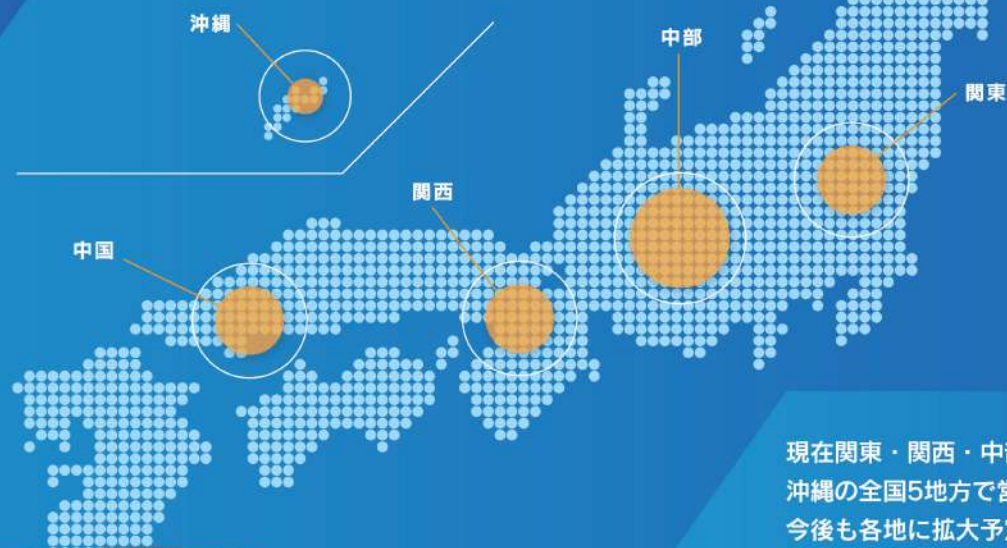 沖縄
中部
関東
関西
中国
現在関東・関西・中
沖縄の全国5地方で
今後も各地に拡大予